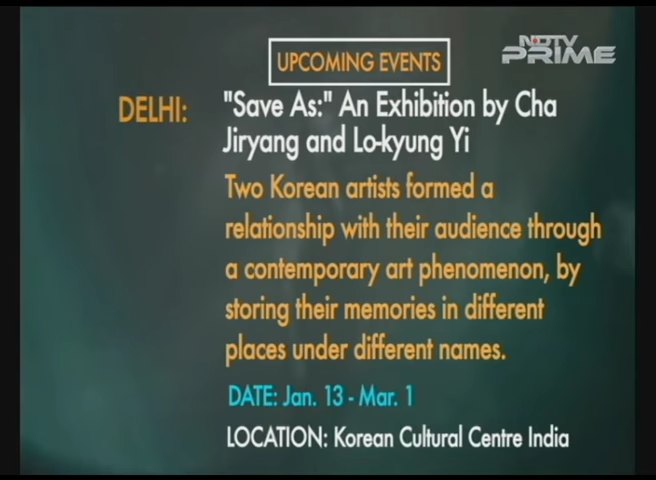 NDTV
PRIME
UPCOMING EVENTS
DELHI: "Save As:" An Exhibition by Cha
Jiryang and Lo-kyung Yi
Two Korean artists formed a
relationship with their audience through
a contemporary art phenomenon, by
storing their memories in different
places under different names.
DATE: Jan. 13 - Mar. 1
LOCATION: Korean Cultural Centre India